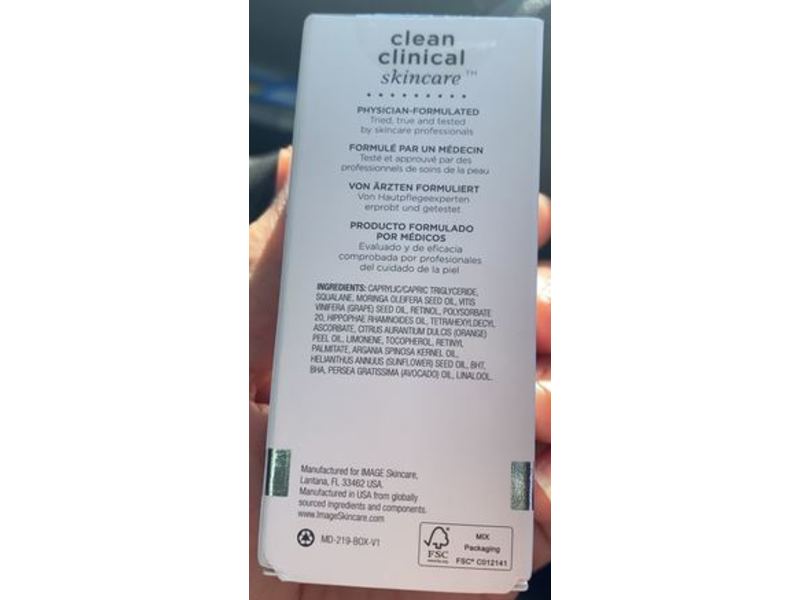 clean
clinical
skincare™
PHYSICIAN-FORMULATED
Tried, true and tested
by skincare professionals
FORMULÉ PAR UN MÉDECIN
Testé et approuvé par des
professionnels de soins de la peau
VON ÄRZTEN FORMULIERT
Von Hautpflegeexperten
erprobt und getestet
PRODUCTO FORMULADO
POR MÉDICOS
Evaluado y de eficacia
comprobada por profesionales
del cuidado de la piel
INGREDIENTS: CAPRYLIC/CAPRIC TRIGLYCERIDE,
SQUALANE, MORINGA OLEIFERA SEED OIL, VITIS
VINIFERA (GRAPE) SEED OIL, RETINOL, POLYSORBATE
20, HIPPOPHAE RHAMNOIDES OIL, TETRAHEXYLDECYL
ASCORBATE, CITRUS AURANTIUM DULCIS (ORANGE)
PEEL OIL, LIMONENE, TOCOPHEROL, RETINYL
PALMITATE, ARGANIA SPINOSA KERNEL OIL,
HELIANTHUS ANNUUS (SUNFLOWER) SEED OIL, BHT,
BHA, PERSEA GRATISSIMA (AVOCADO) OIL, LINALOOL.
Manufactured for IMAGE Skincare,
Lantana, FL 33462 USA.
Manufactured in USA from globally
sourced ingredients and components.
www.ImageSkincare.com
MD-219-BOX-V1
FSC
MIX
Packaging
FSC® C012141